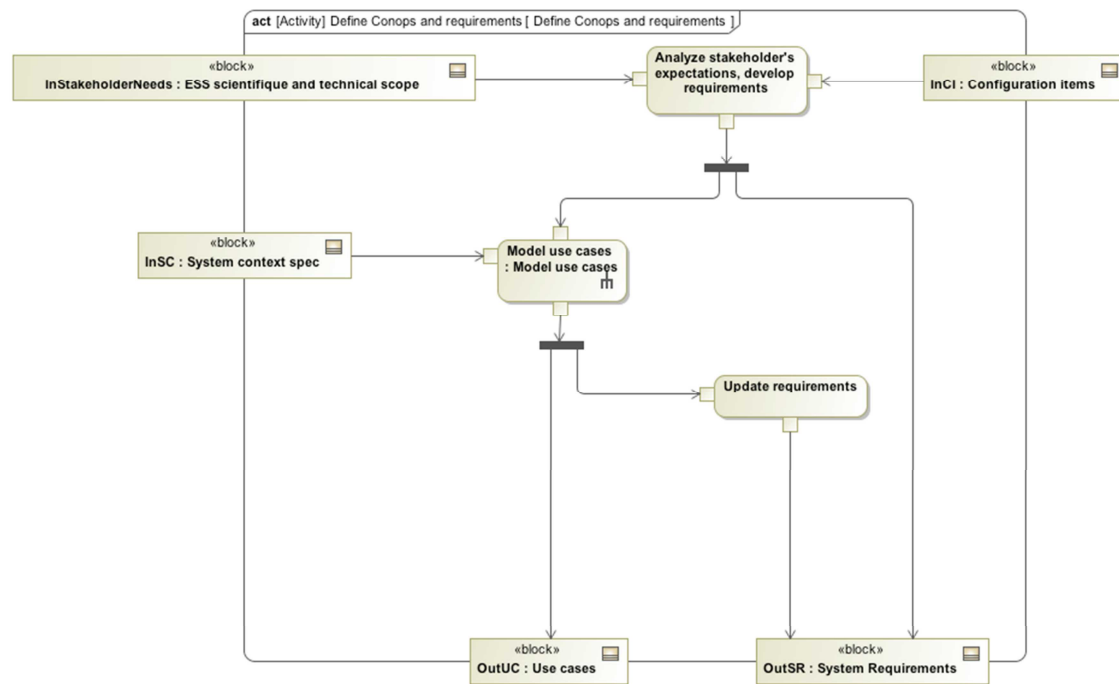 act [Activity] Define Conops and requirements [ Define Conops and requirements ]
«block»
InStakeholderNeeds : ESS scientifique and technical scope
Analyze stakeholder's
expectations, develop
requirements
«block»
InCI : Configuration items
«block»
InSC : System context spec
Model use cases
: Model use cases
Update requirements
«block»
OutUC : Use cases
«block»
OutSR : System Requirements